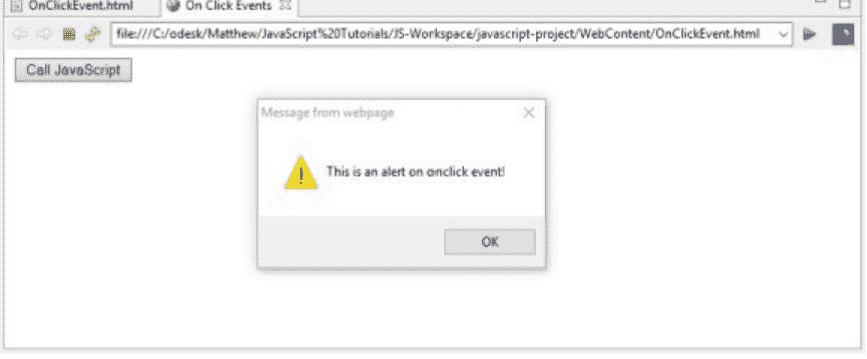 OnClickEvent.html
On Click Events
file:///C:/odesk/Matthew/JavaScript%20Tutorials/JS-Workspace/javascript-project/WebContent/OnClickEvent.html
Call JavaScript
Message from webpage
This is an alert on onclick event!
OK